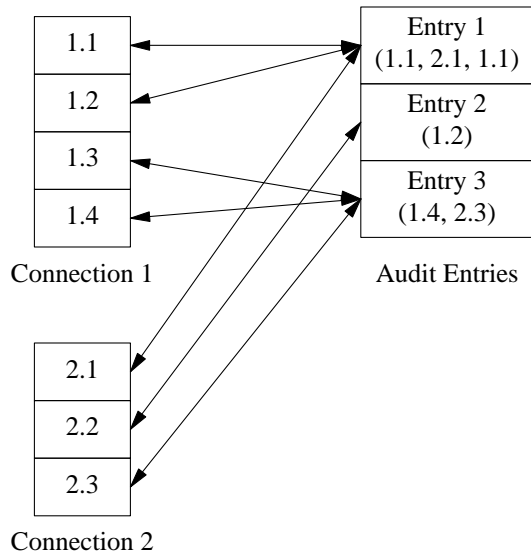 1.1
1.2
1.3
1.4
Connection 1
Entry 1
(1.1, 2.1, 1.1)
Entry 2
(1.2)
Entry 3
(1.4, 2.3)
Audit Entries
2.1
2.2
2.3
Connection 2